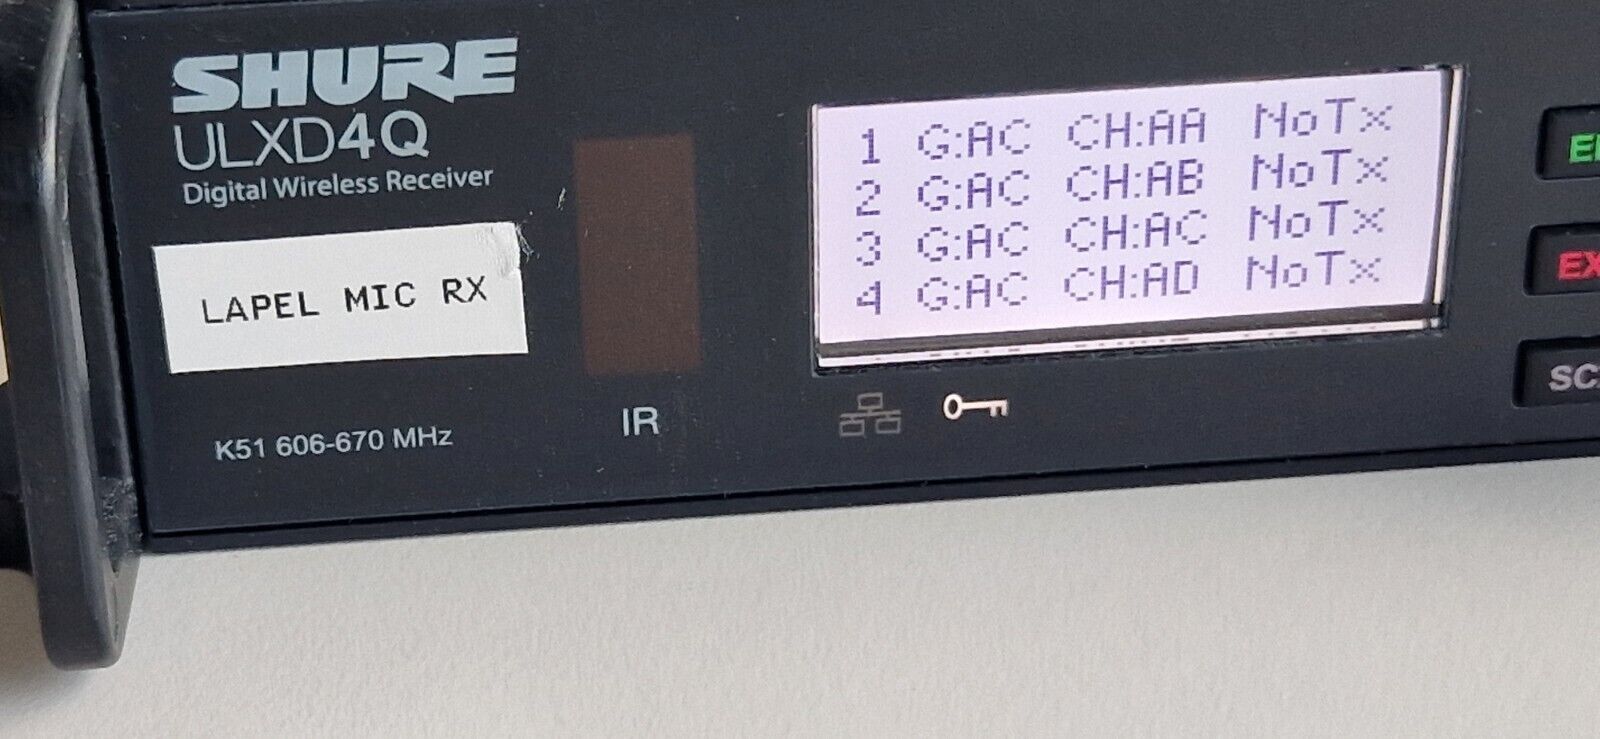 SHURE
ULXD4Q
Digital Wireless Receiver
LAPEL MIC RX
K51 606-670 MHz
IR
1 G:AC CH:AA NoTx
2 G:AC CH:AB NoTx
3 G:AC CH:AC NoTx
4 G:AC CH:AD NoTx